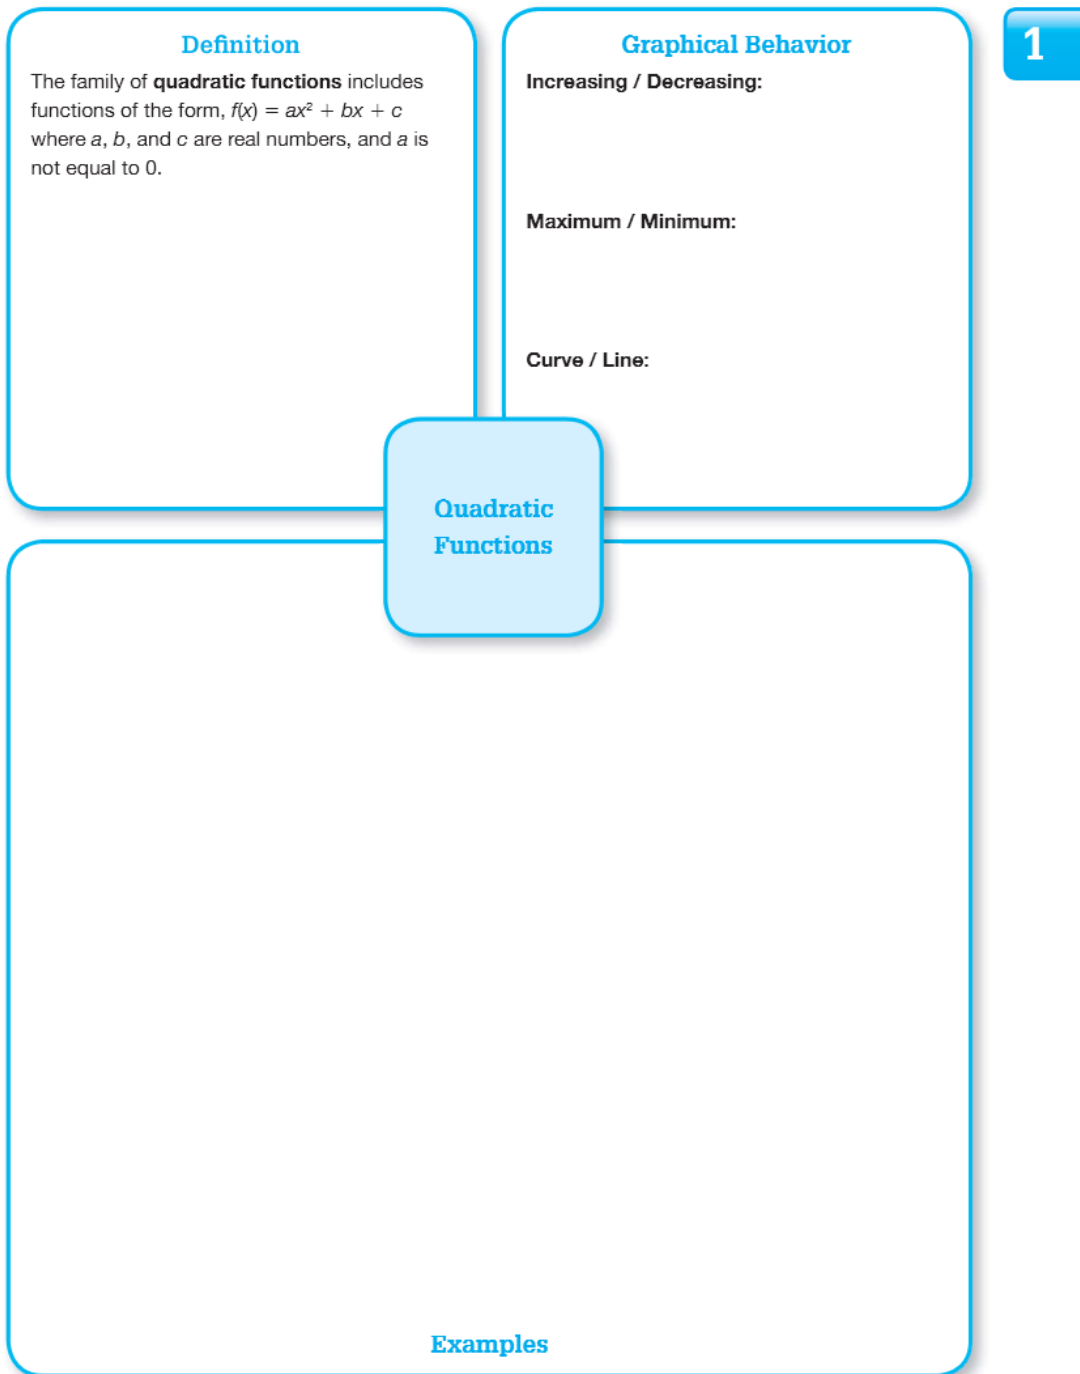 Definition
The family of quadratic functions includes
functions of the form, f(x) = ax² + bx + c
where a, b, and c are real numbers, and a is
not equal to 0.
Graphical Behavior
Increasing / Decreasing:
Maximum / Minimum:
Curve / Line:
1
Quadratic
Functions
Examples